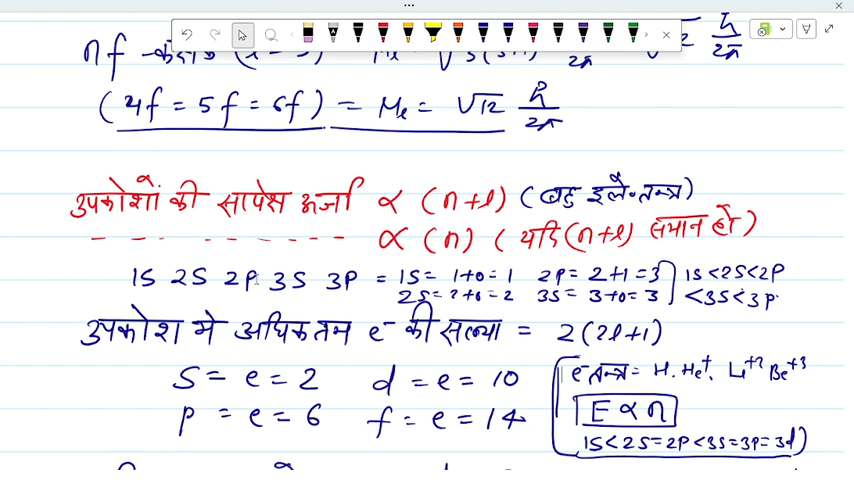 ( 4f = 5f = 6f ) = Mₑ = √12 h/2π
उपकोशों की सापेक्ष ऊर्जा ∝ (n+l) (बहु इले० तन्त्र)
∝ (n) ( यदि (n+l) समान हो )
1S 2S 2P 3S 3P = 1S = 1+0 = 1 2P = 2+1 = 3 1S < 2S < 2P
2S = 2+0 = 2 3S = 3+0 = 3 < 3S < 3P
उपकोश मे अधिकतम e⁻ की सख्या = 2(2l+1)
S = e = 2 d = e = 10
p = e = 6 f = e = 14
e⁻ तन्त्र = H. He⁺, Li⁺² Be⁺³
E ∝ n
1S < 2S = 2P < 3S = 3P = 3d )